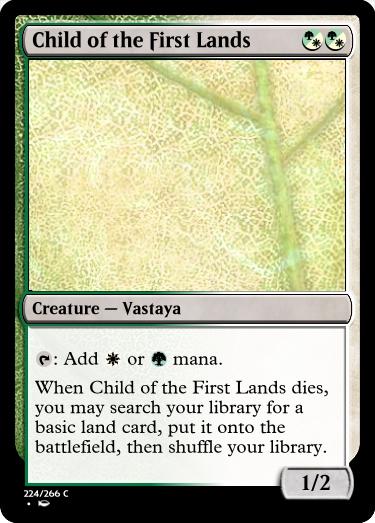 Child of the First Lands
Creature — Vastaya
: Add or mana.
When Child of the First Lands dies,
you may search your library for a
basic land card, put it onto the
battlefield, then shuffle your library.
1/2
224/266 C